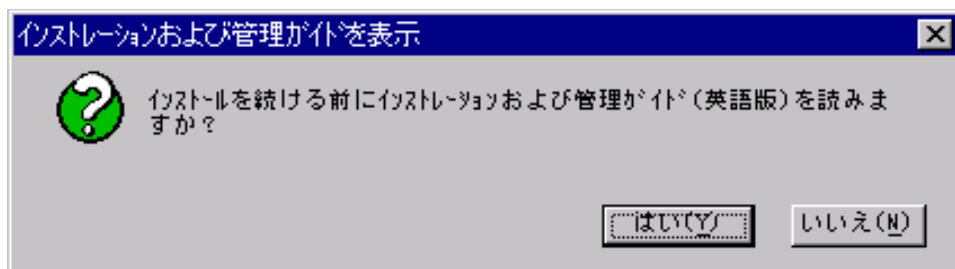 インストレーションおよび管理ガイドを表示
インストールを続ける前にインストレーションおよび管理ガイド(英語版)を読みま
すか?
はい(Y)
いいえ(N)